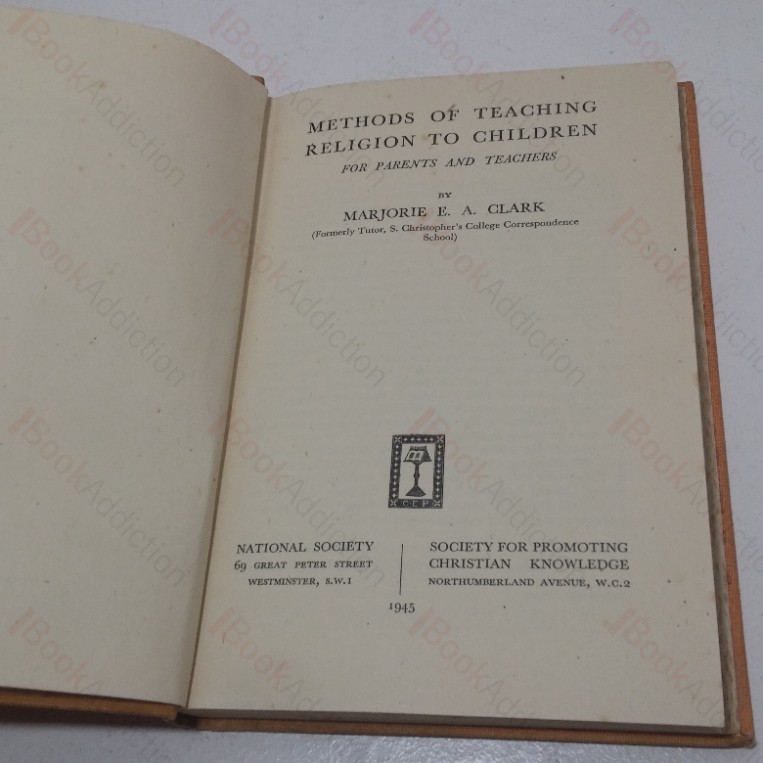 METHODS OF TEACHING
RELIGION TO CHILDREN
FOR PARENTS AND TEACHERS
BY
MARJORIE E. A. CLARK
(Formerly Tutor, S. Christopher's College Correspondence
School)
C E P
NATIONAL SOCIETY
69 GREAT PETER STREET
WESTMINSTER, S.W.1
SOCIETY FOR PROMOTING
CHRISTIAN KNOWLEDGE
NORTHUMBERLAND AVENUE, W.C.2
1945
BookAddiction